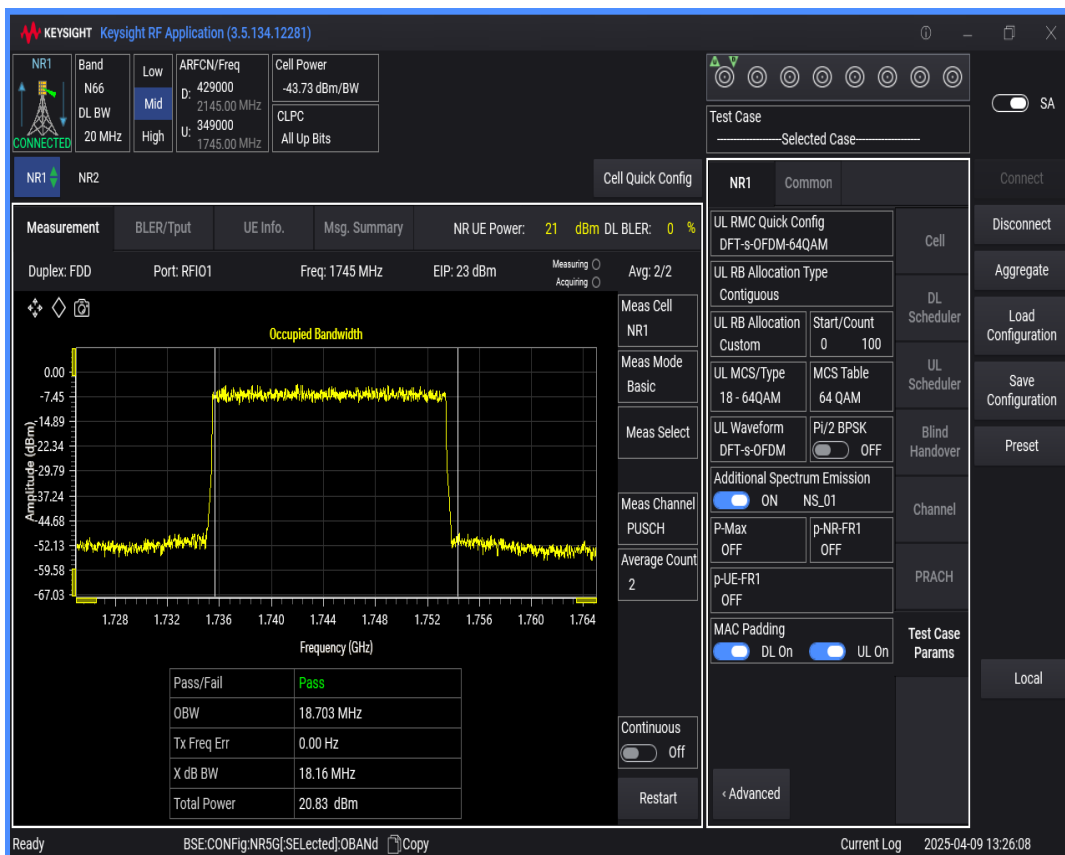 KEYSIGHT Keysight RF Application (3.5.134.12281)
NR1
CONNECTED
Band
N66
DL BW
20 MHz
Low
Mid
High
ARFCN/Freq
D: 429000
2145.00 MHz
U: 349000
1745.00 MHz
Cell Power
-43.73 dBm/BW
CLPC
All Up Bits
Test Case
Selected Case
SA
NR1 NR2 Cell Quick Config
Measurement BLER/Tput UE Info. Msg. Summary NR UE Power: 21 dBm DL BLER: 0 %
Duplex: FDD Port: RFIO1 Freq: 1745 MHz EIP: 23 dBm Measuring Acquiring Avg: 2/2
Occupied Bandwidth
Amplitude (dBm)
0.00
-7.45
-14.89
-22.34
-29.79
-37.24
-44.68
-52.13
-59.58
-67.03
1.728 1.732 1.736 1.740 1.744 1.748 1.752 1.756 1.760 1.764
Frequency (GHz)
Pass/Fail Pass
OBW 18.703 MHz
Tx Freq Err 0.00 Hz
X dB BW 18.16 MHz
Total Power 20.83 dBm
Meas Cell
NR1
Meas Mode
Basic
Meas Select
Meas Channel
PUSCH
Average Count
2
Continuous
Off
Restart
NR1 Common
UL RMC Quick Config
DFT-s-OFDM-64QAM
UL RB Allocation Type
Contiguous
UL RB Allocation
Custom
Start/Count
0 100
UL MCS/Type
18 - 64QAM
MCS Table
64 QAM
UL Waveform
DFT-s-OFDM
Pi/2 BPSK
OFF
Additional Spectrum Emission
ON NS_01
P-Max
OFF
p-NR-FR1
OFF
p-UE-FR1
OFF
MAC Padding
DL On UL On
‹ Advanced
Cell
DL
Scheduler
UL
Scheduler
Blind
Handover
Channel
PRACH
Test Case
Params
Connect
Disconnect
Aggregate
Load
Configuration
Save
Configuration
Preset
Local
Ready BSE:CONFig:NR5G[:SELected]:OBANd Copy Current Log 2025-04-09 13:26:08